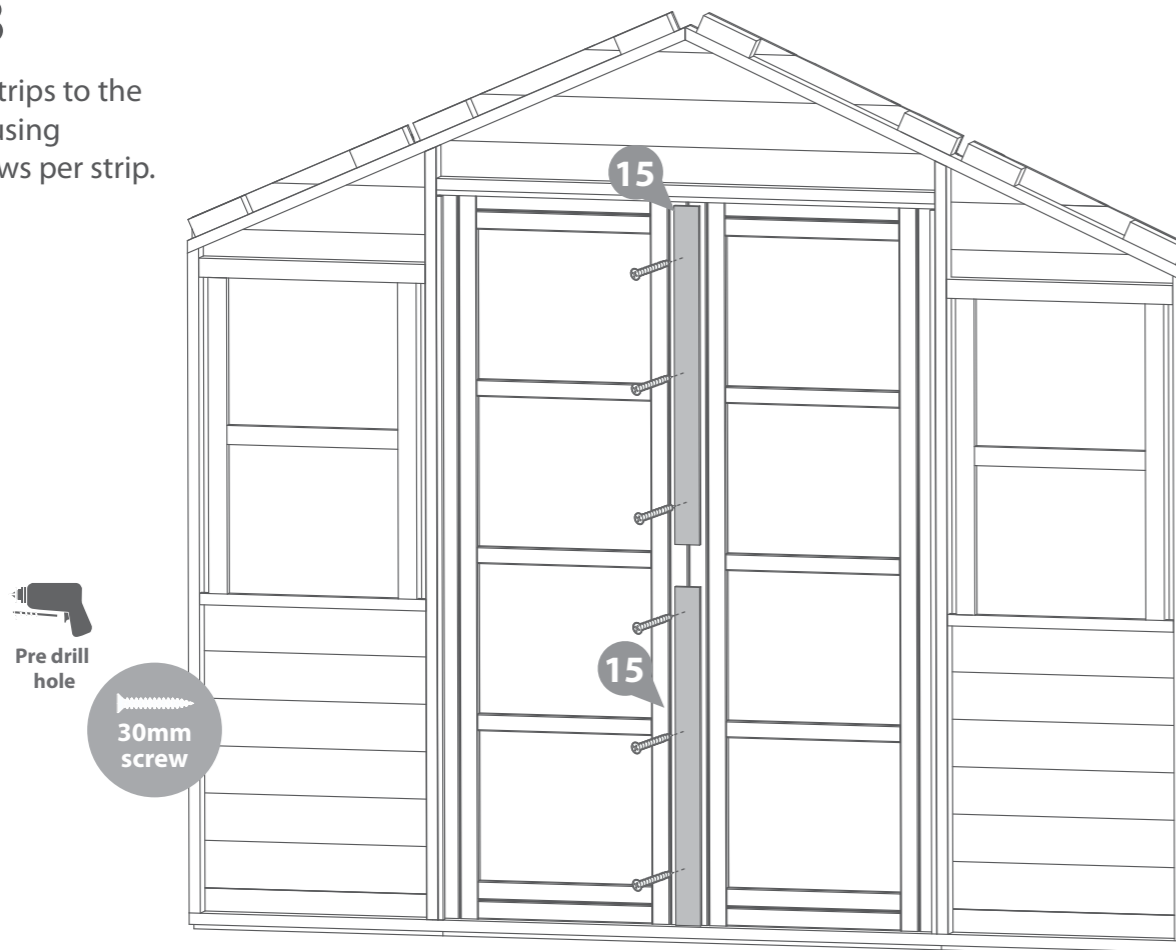 trips to the
using
ws per strip.
15
15
Pre drill
hole
30mm
screw